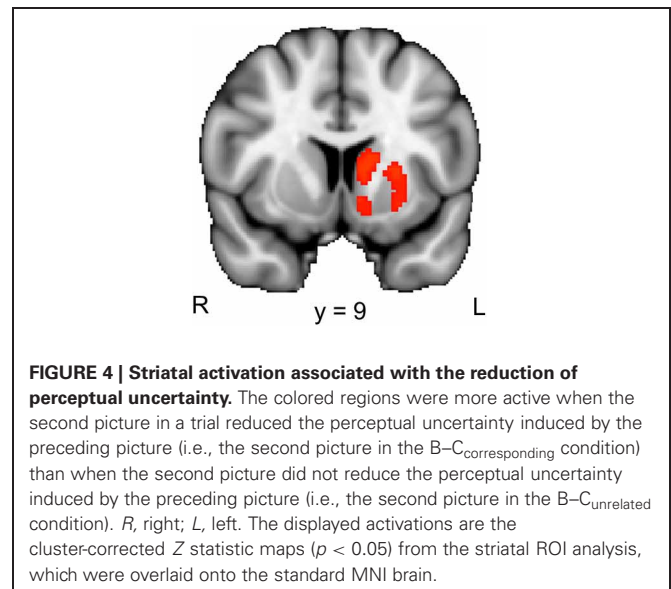 R y = 9 L
FIGURE 4 | Striatal activation associated with the reduction of
perceptual uncertainty. The colored regions were more active when the
second picture in a trial reduced the perceptual uncertainty induced by the
preceding picture (i.e., the second picture in the B–Ccorresponding condition)
than when the second picture did not reduce the perceptual uncertainty
induced by the preceding picture (i.e., the second picture in the B–Cunrelated
condition). R, right; L, left. The displayed activations are the
cluster-corrected Z statistic maps (p < 0.05) from the striatal ROI analysis,
which were overlaid onto the standard MNI brain.